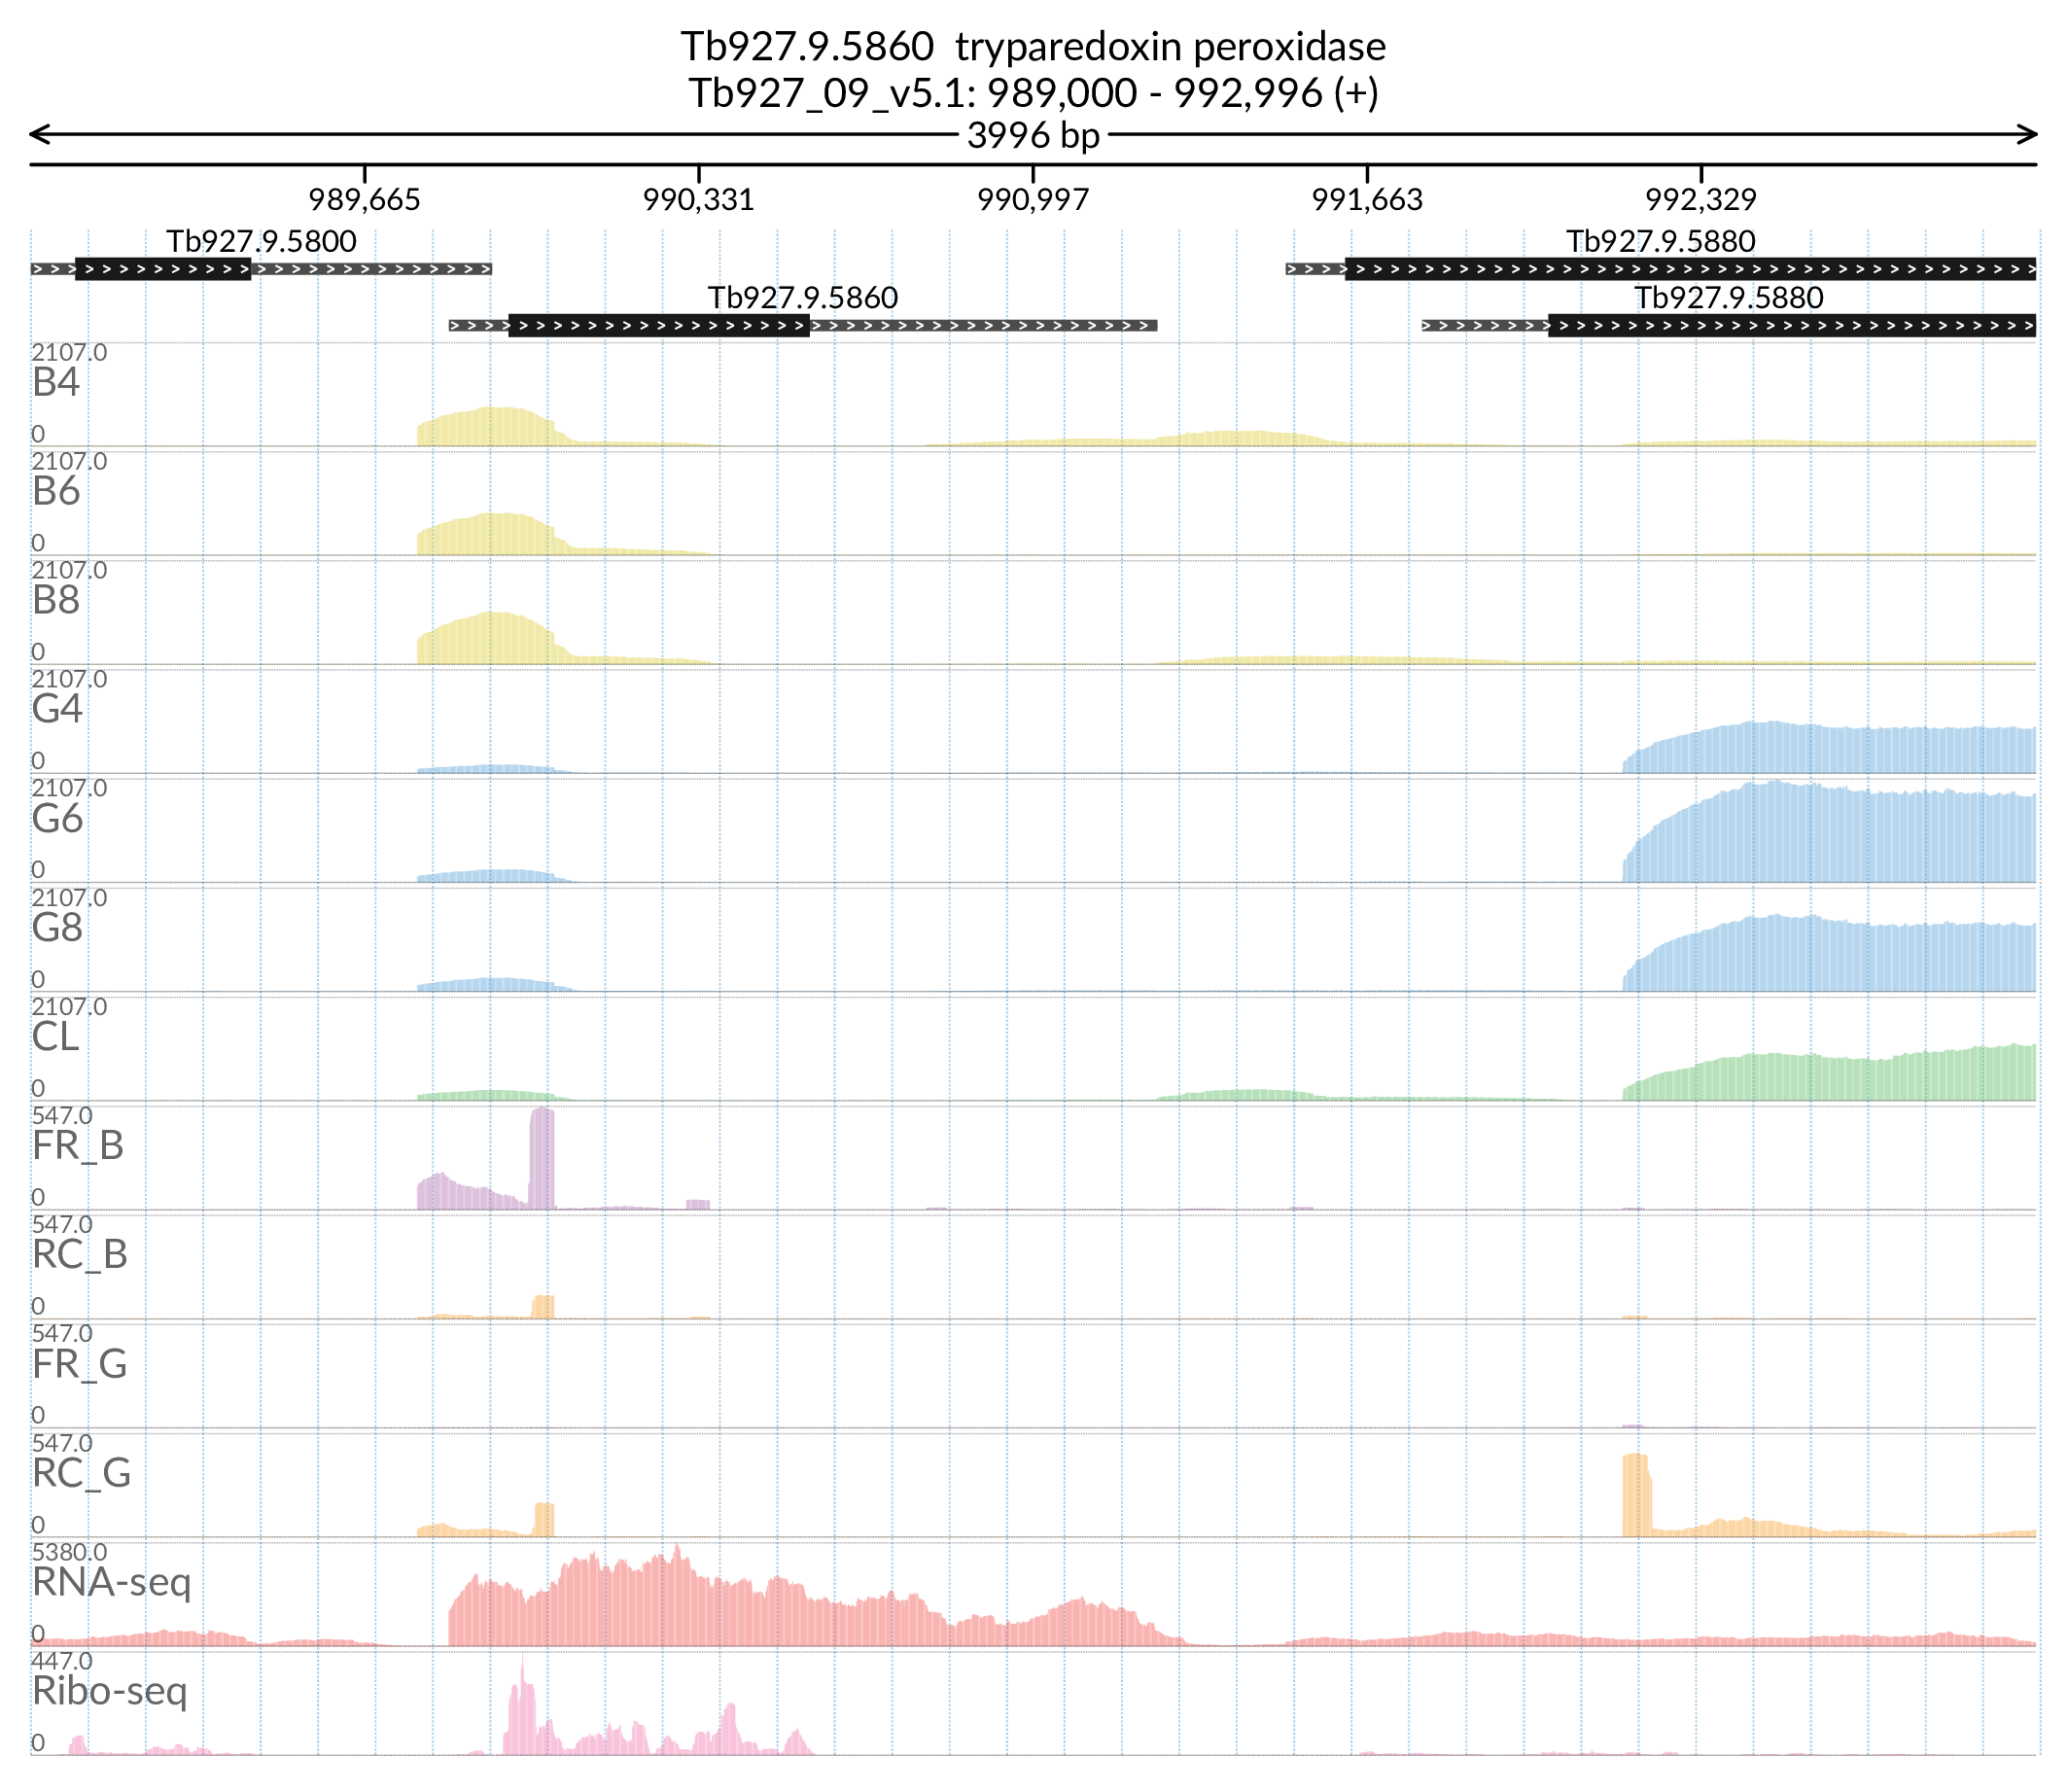 Tb927.9.5860 tryparedoxin peroxidase
Tb927_09_v5.1: 989,000 - 992,996 (+)
3996 bp
989,665 990,331 990,997 991,663 992,329
Tb927.9.5800 Tb927.9.5880
Tb927.9.5860 Tb927.9.5880
2107.0
B4
0
2107.0
B6
0
2107.0
B8
0
2107.0
G4
0
2107.0
G6
0
2107.0
G8
0
2107.0
CL
0
547.0
FR_B
0
547.0
RC_B
0
547.0
FR_G
0
547.0
RC_G
0
5380.0
RNA-seq
0
447.0
Ribo-seq
0